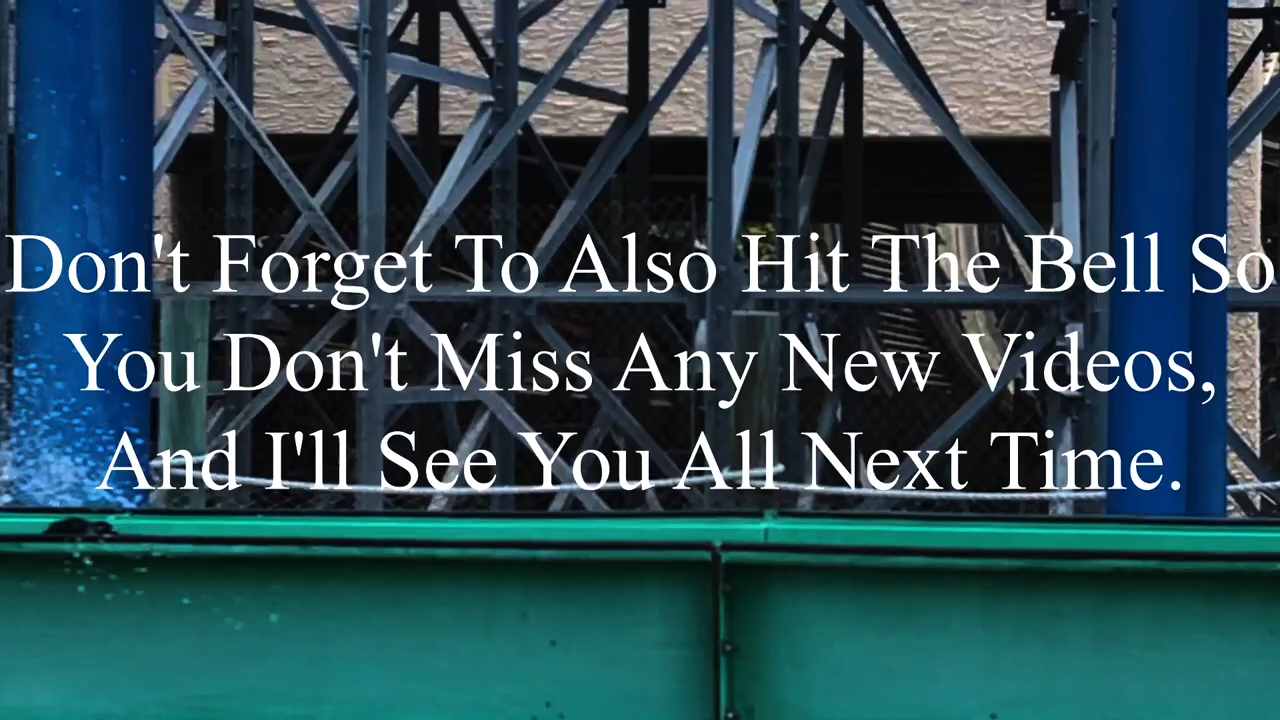 Don't Forget To Also Hit The Bell So
You Don't Miss Any New Videos,
And I'll See You All Next Time.